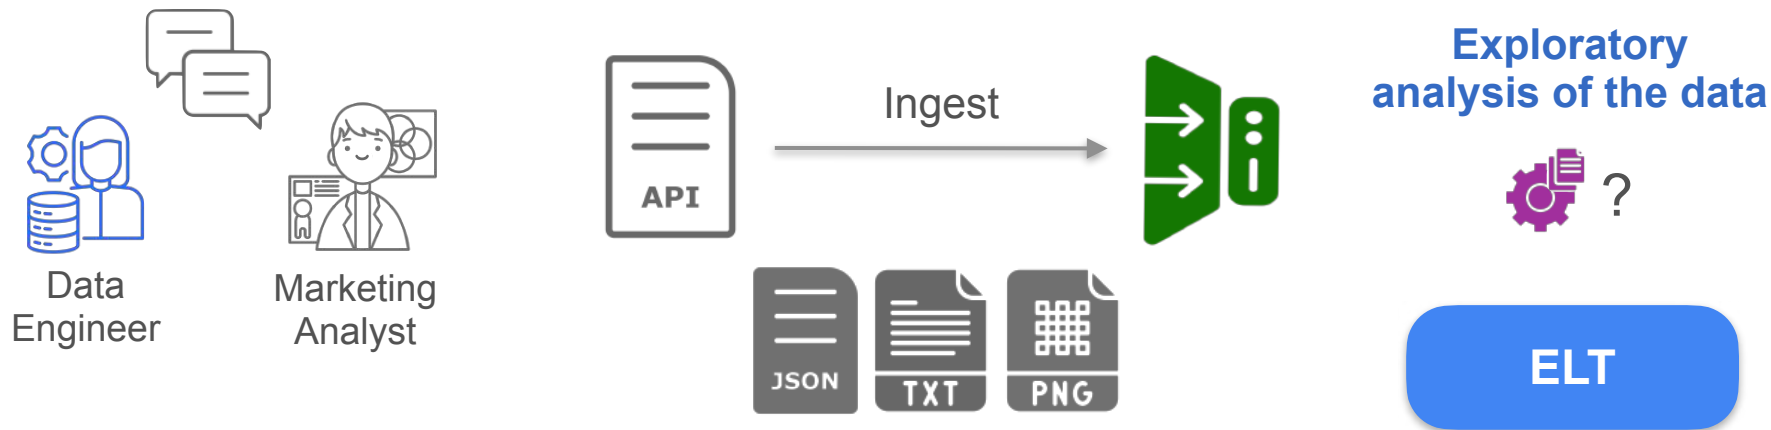 Data
Engineer
Marketing
Analyst
API
Ingest
JSON
TXT
PNG
Exploratory
analysis of the data
?
ELT